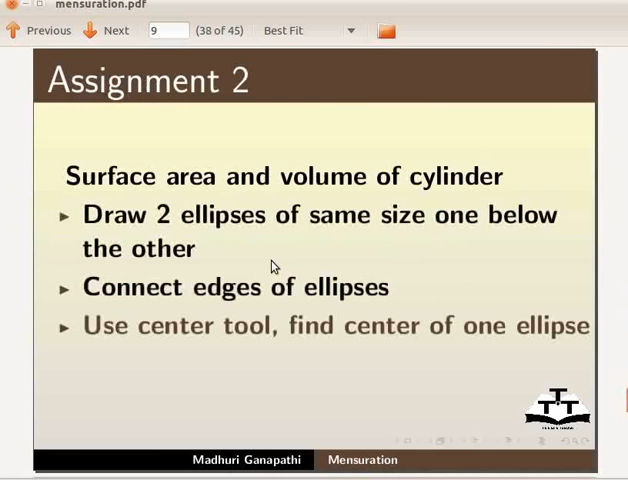 mensuration.pdf
Previous Next 9 (38 of 45) Best Fit
Assignment 2
Surface area and volume of cylinder
Draw 2 ellipses of same size one below
the other
Connect edges of ellipses
Use center tool, find center of one ellipse
Madhuri Ganapathi Mensuration